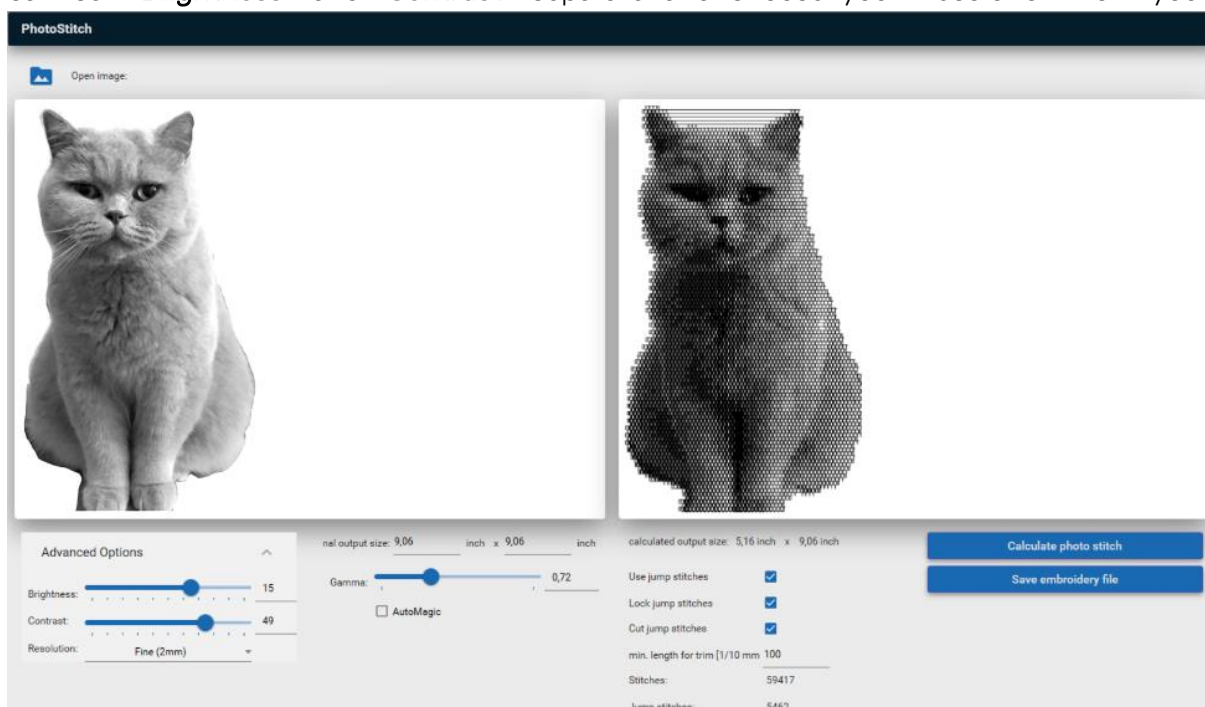 PhotoStitch
Open image:
Advanced Options
Brightness: 15
Contrast: 49
Resolution: Fine (2mm)
nal output size: 9,06 inch x 9,06 inch
Gamma: 0,72
AutoMagic
calculated output size: 5,16 inch x 9,06 inch
Use jump stitches
Lock jump stitches
Cut jump stitches
min. length for trim [1/10 mm 100
Stitches: 59417
Jump stitches: 5462
Calculate photo stitch
Save embroidery file